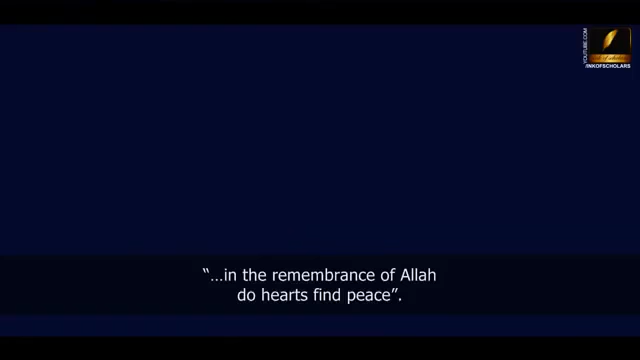 YOUTUBE.COM
/INKOFSCHOLARS
“...in the remembrance of Allah
do hearts find peace”.